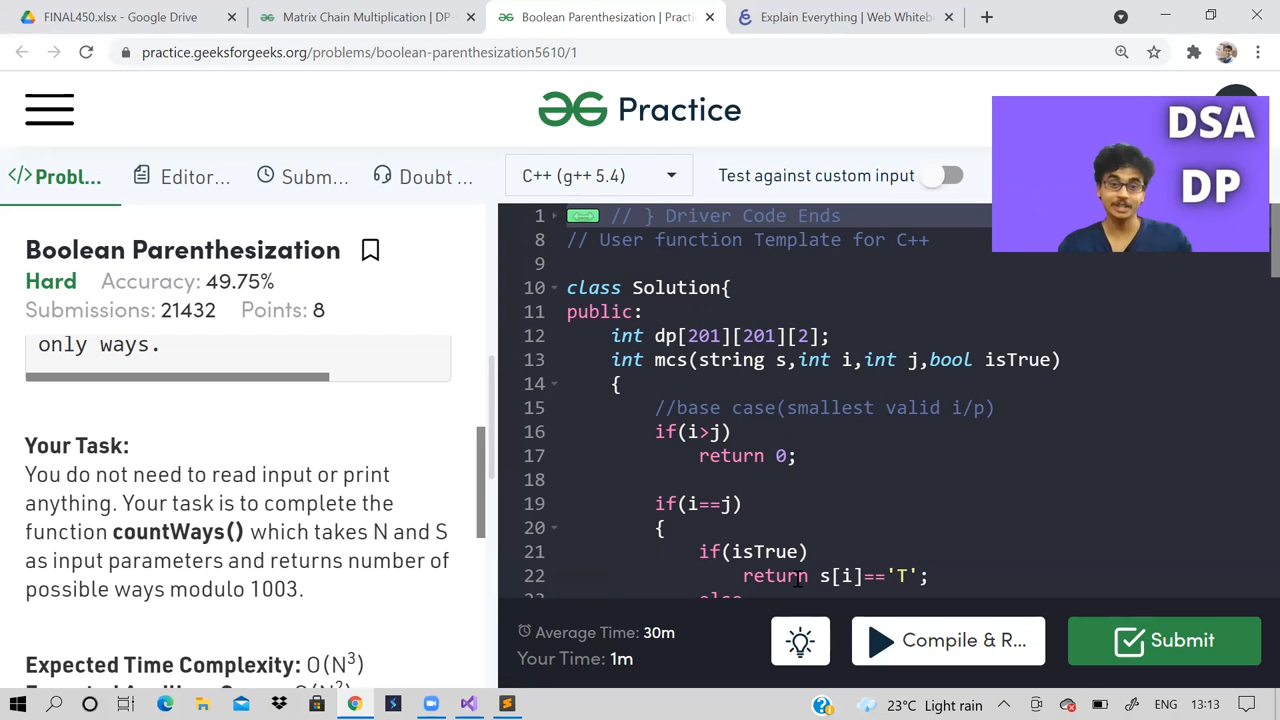 FINAL450.xlsx - Google Drive
Matrix Chain Multiplication | DP-
Boolean Parenthesization | Practi
Explain Everything | Web Whiteb
practice.geeksforgeeks.org/problems/boolean-parenthesization5610/1
Practice
DSA
DP
</> Probl...
Editor...
Subm...
Doubt ...
C++ (g++ 5.4)
Test against custom input
Boolean Parenthesization
Hard Accuracy: 49.75%
Submissions: 21432 Points: 8
only ways.
Your Task:
You do not need to read input or print
anything. Your task is to complete the
function countWays() which takes N and S
as input parameters and returns number of
possible ways modulo 1003.
Expected Time Complexity: O(N³)
1 // } Driver Code Ends
8 // User function Template for C++
9
10 class Solution{
11 public:
12 int dp[201][201][2];
13 int mcs(string s,int i,int j,bool isTrue)
14 {
15 //base case(smallest valid i/p)
16 if(i>j)
17 return 0;
18
19 if(i==j)
20 {
21 if(isTrue)
22 return s[i]=='T';
23 else
Average Time: 30m
Your Time: 1m
Compile & R...
Submit
23°C Light rain
ENG
13:13